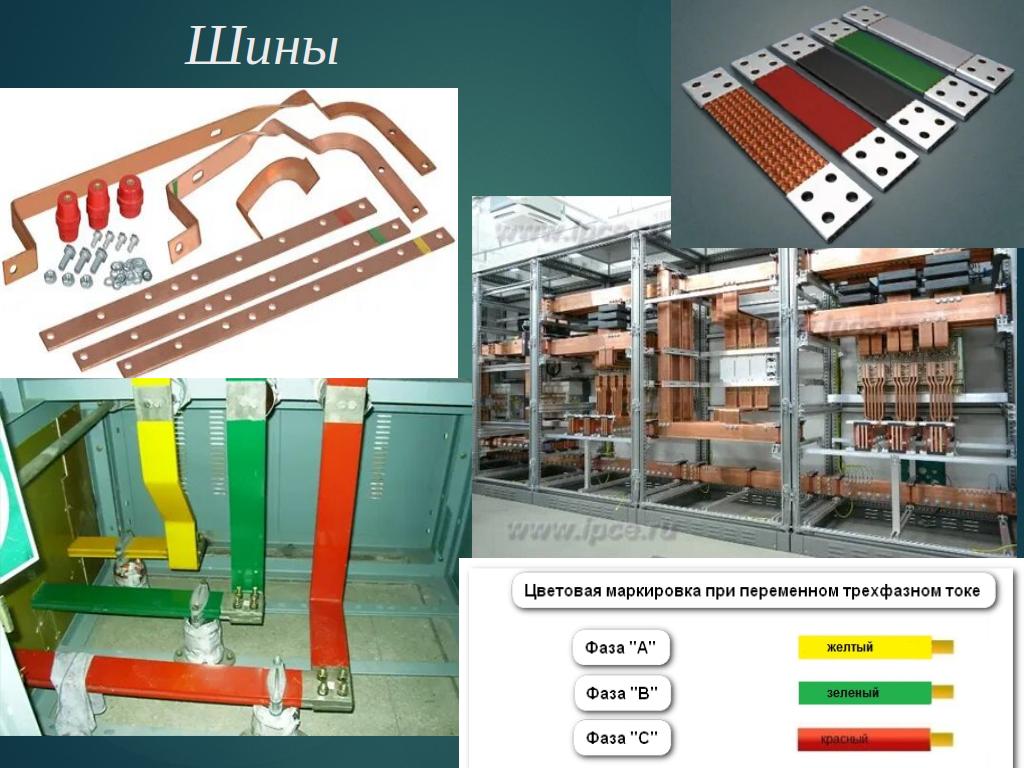 Шины
www.ipce.ru
www.ipce.ru
Цветовая маркировка при переменном трехфазном токе
Фаза "А"
желтый
Фаза "В"
зеленый
Фаза "С"
красный